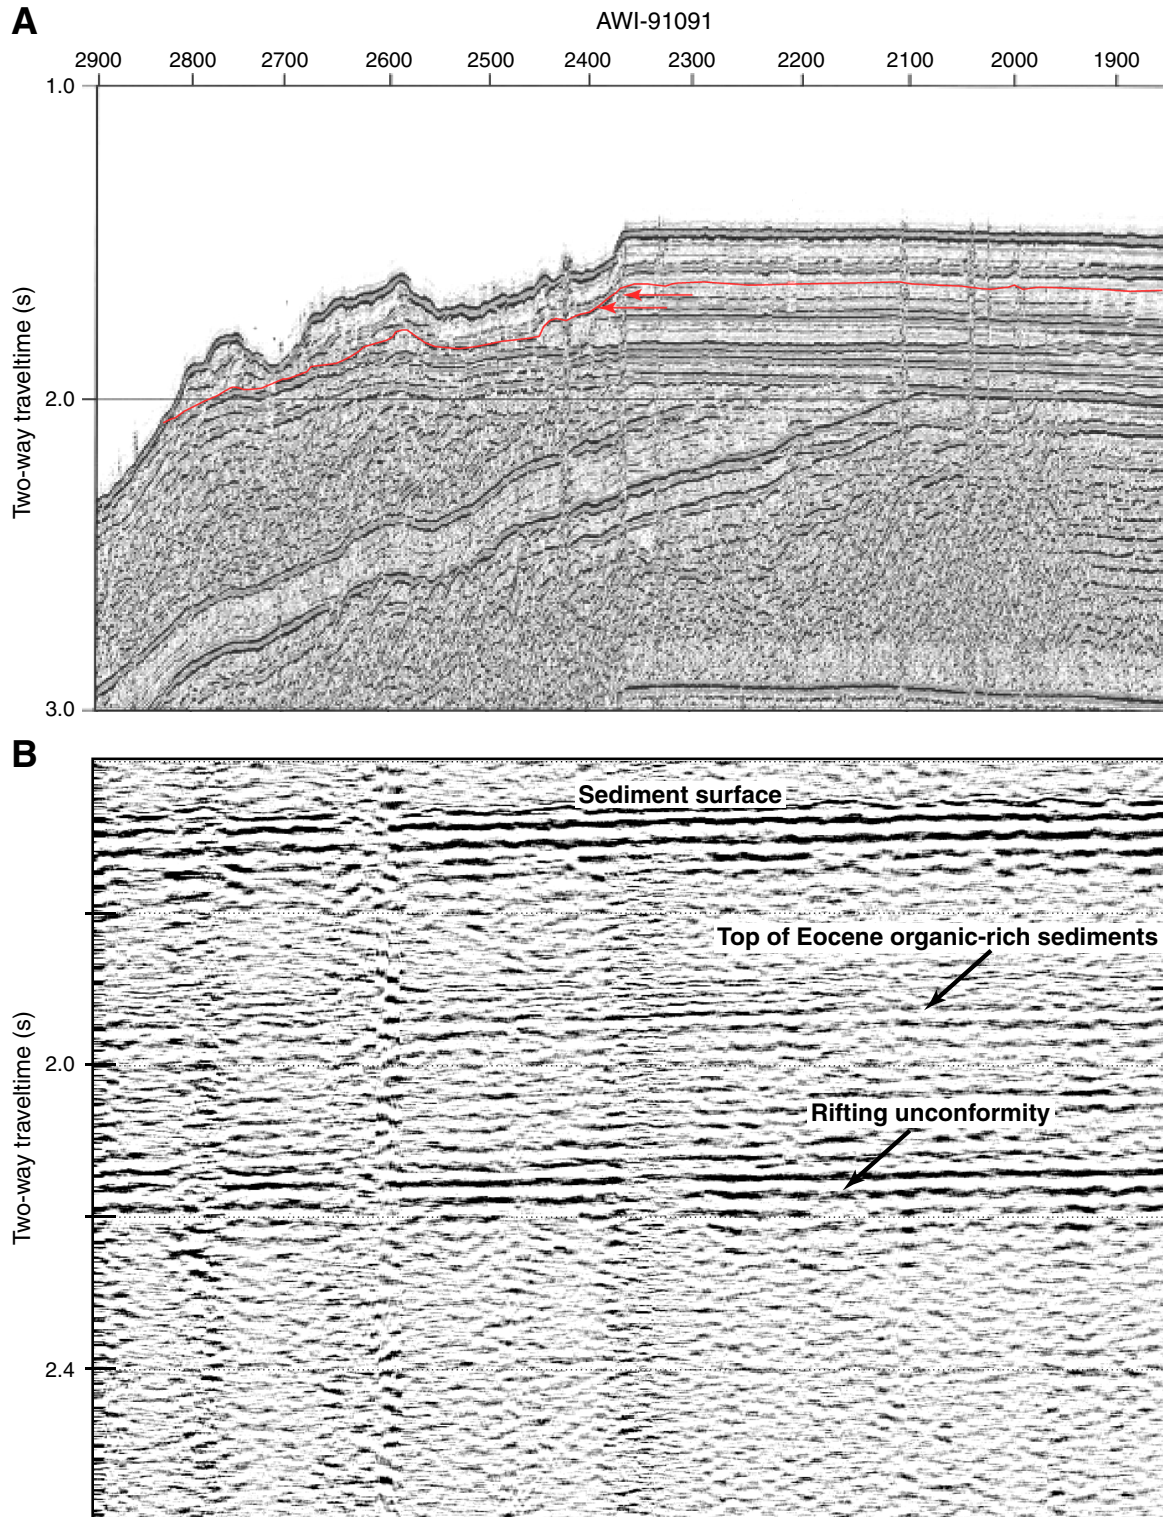 A
AWI-91091
2900 2800 2700 2600 2500 2400 2300 2200 2100 2000 1900
1.0
Two-way traveltime (s)
2.0
3.0
B
Sediment surface
Top of Eocene organic-rich sediments
Two-way traveltime (s)
2.0
Rifting unconformity
2.4